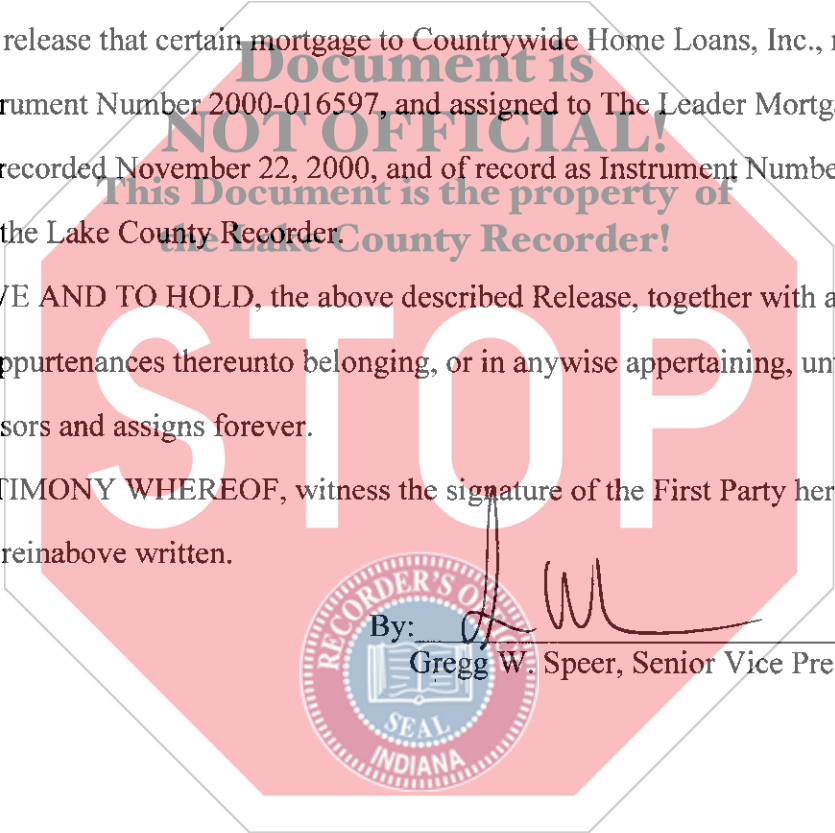 release that certain mortgage to Countrywide Home Loans, Inc.,
Document is
rument Number 2000-016597, and assigned to The Leader Mortga
NOT OFFICIAL!
recorded November 22, 2000, and of record as Instrument Numbe
This Document is the property of
the Lake County Recorder.
the Lake County Recorder!
VE AND TO HOLD, the above described Release, together with a
ppurtenances thereunto belonging, or in anywise appertaining, un
sors and assigns forever.
STOP
TIMONY WHEREOF, witness the signature of the First Party her
reinabove written.
By:
Gregg W. Speer, Senior Vice Pre
RECORDER'S OFFICE
SEAL
INDIANA